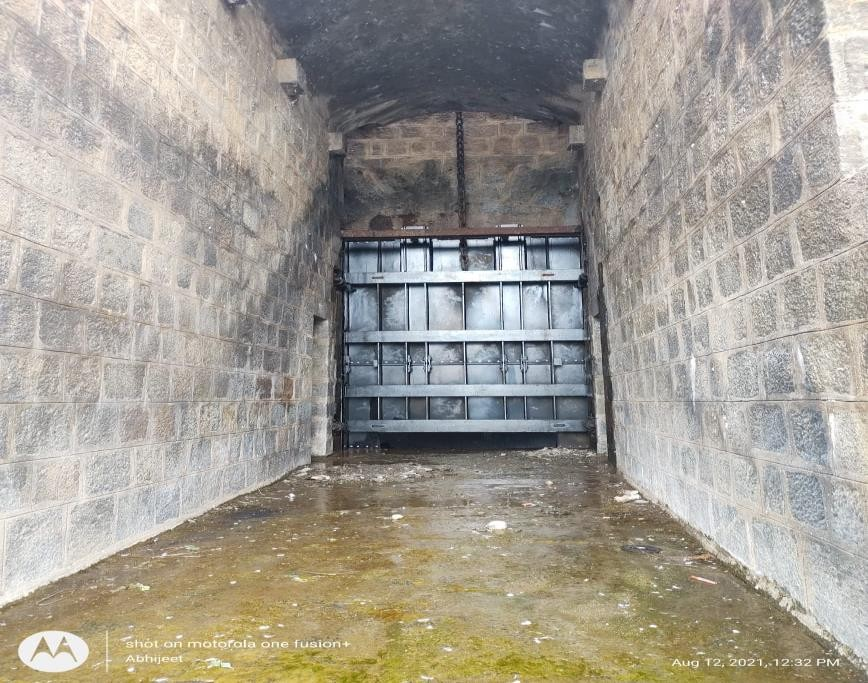 shot on motorola one fusion+
Abhijeet
Aug 12, 2021, 12:32 PM